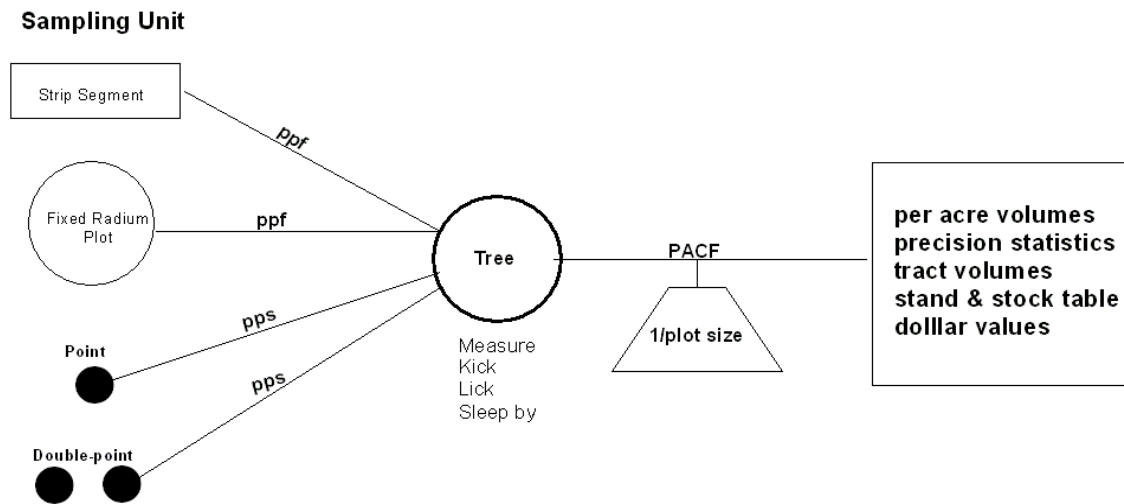 Sampling Unit
Strip Segment
ppf
Fixed Radium
Plot
ppf
Point
pps
Double-point
pps
Tree
Measure
Kick
Lick
Sleep by
PACF
1/plot size
per acre volumes
precision statistics
tract volumes
stand & stock table
dolllar values